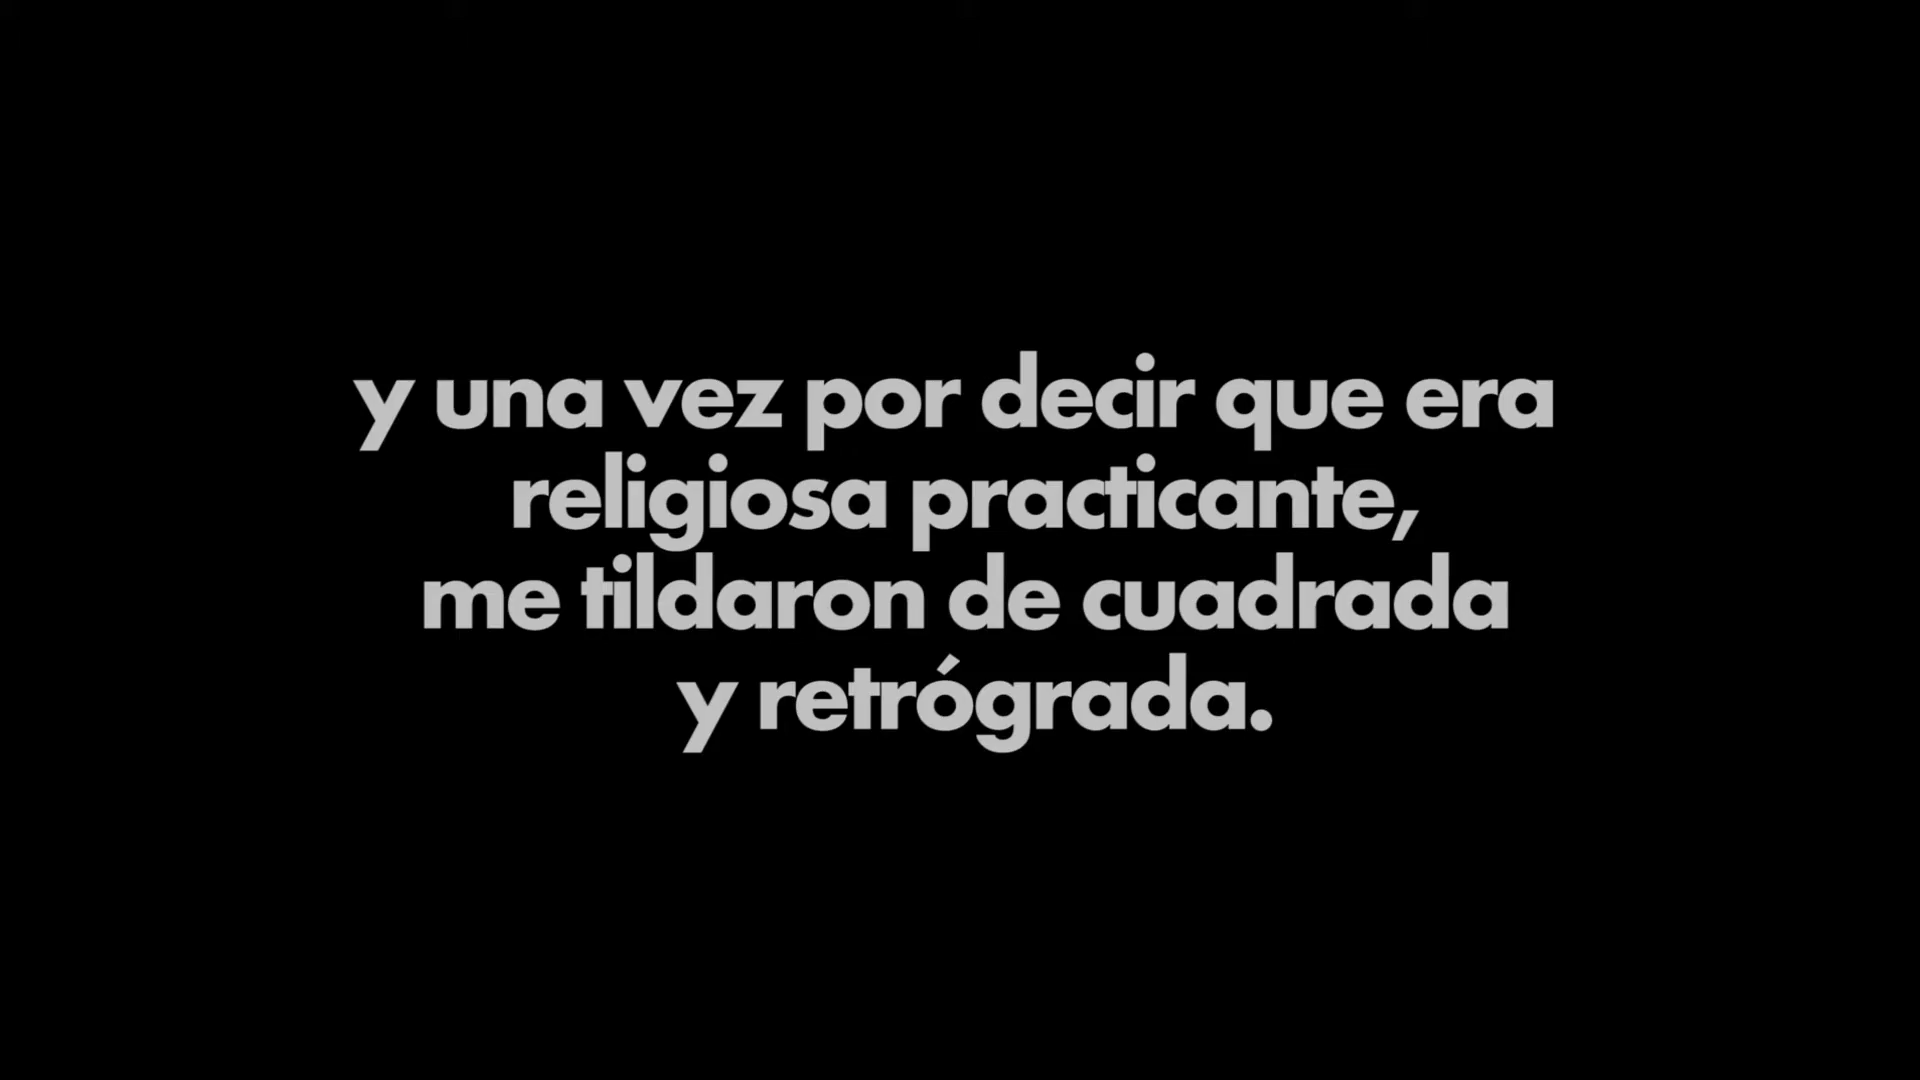 y una vez por decir que era
religiosa practicante,
me tildaron de cuadrada
y retrógrada.